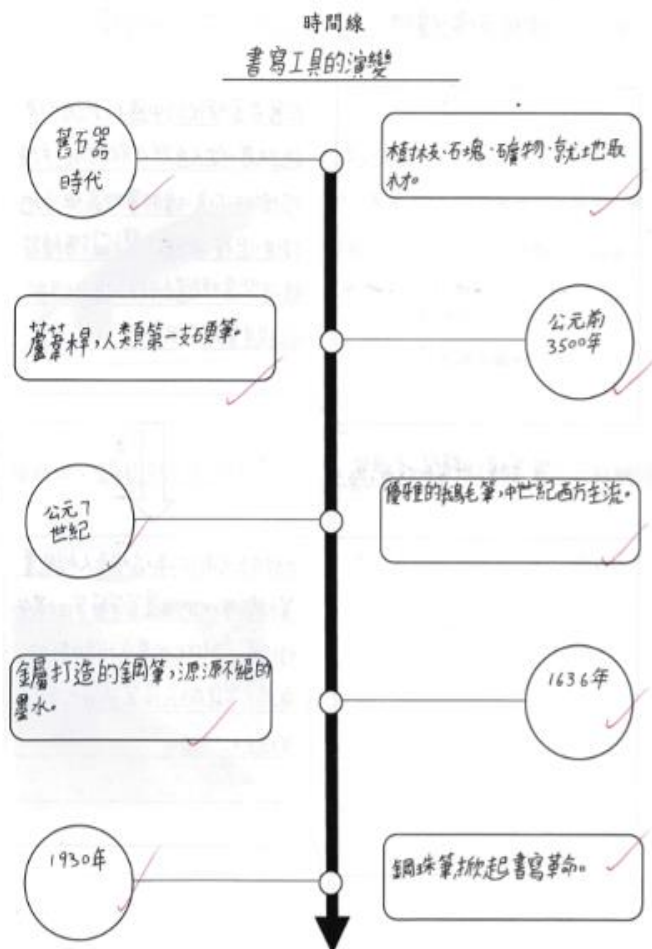 時間線
書寫工具的演變
舊石器
時代
植林枝、石塊、礦物,就地取
材。
蘆葦桿,人類第一支硬筆。
公元前
3500年
公元7
世紀
優雅的鵝毛筆,中世紀西方主流。
金屬打造的鋼筆,源源不絕的
墨水。
1636年
1930年
鋼珠筆,掀起書寫革命。